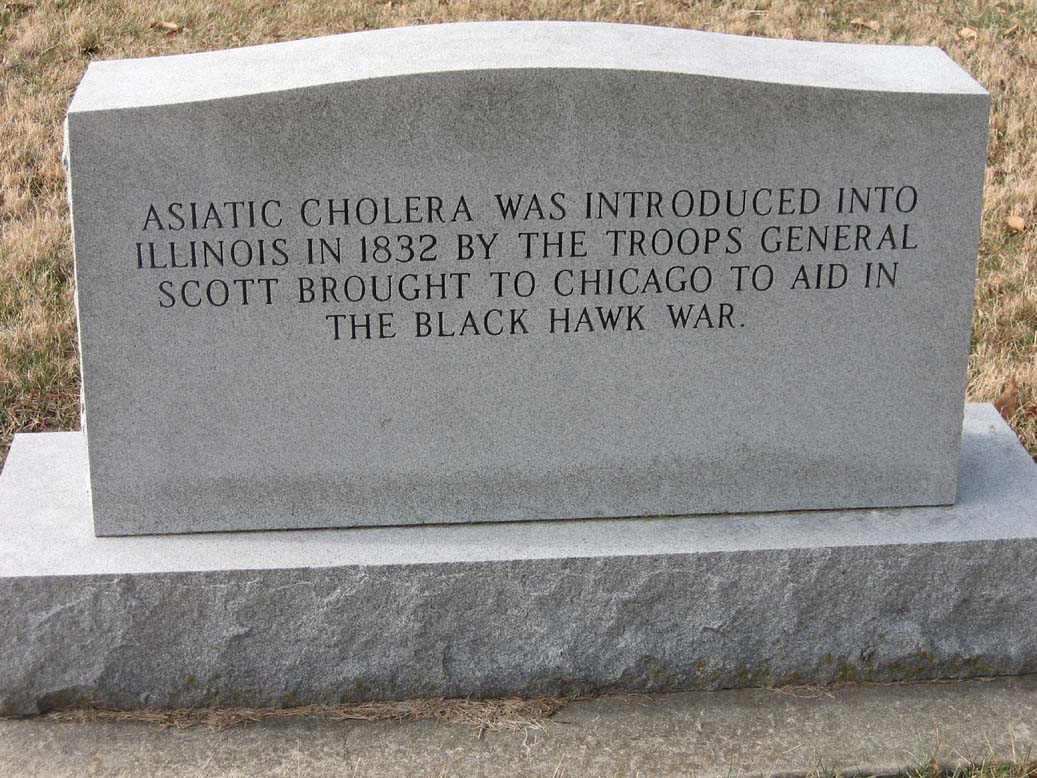 ASIATIC CHOLERA WAS INTRODUCED INTO
ILLINOIS IN 1832 BY THE TROOPS GENERAL
SCOTT BROUGHT TO CHICAGO TO AID IN
THE BLACK HAWK WAR.